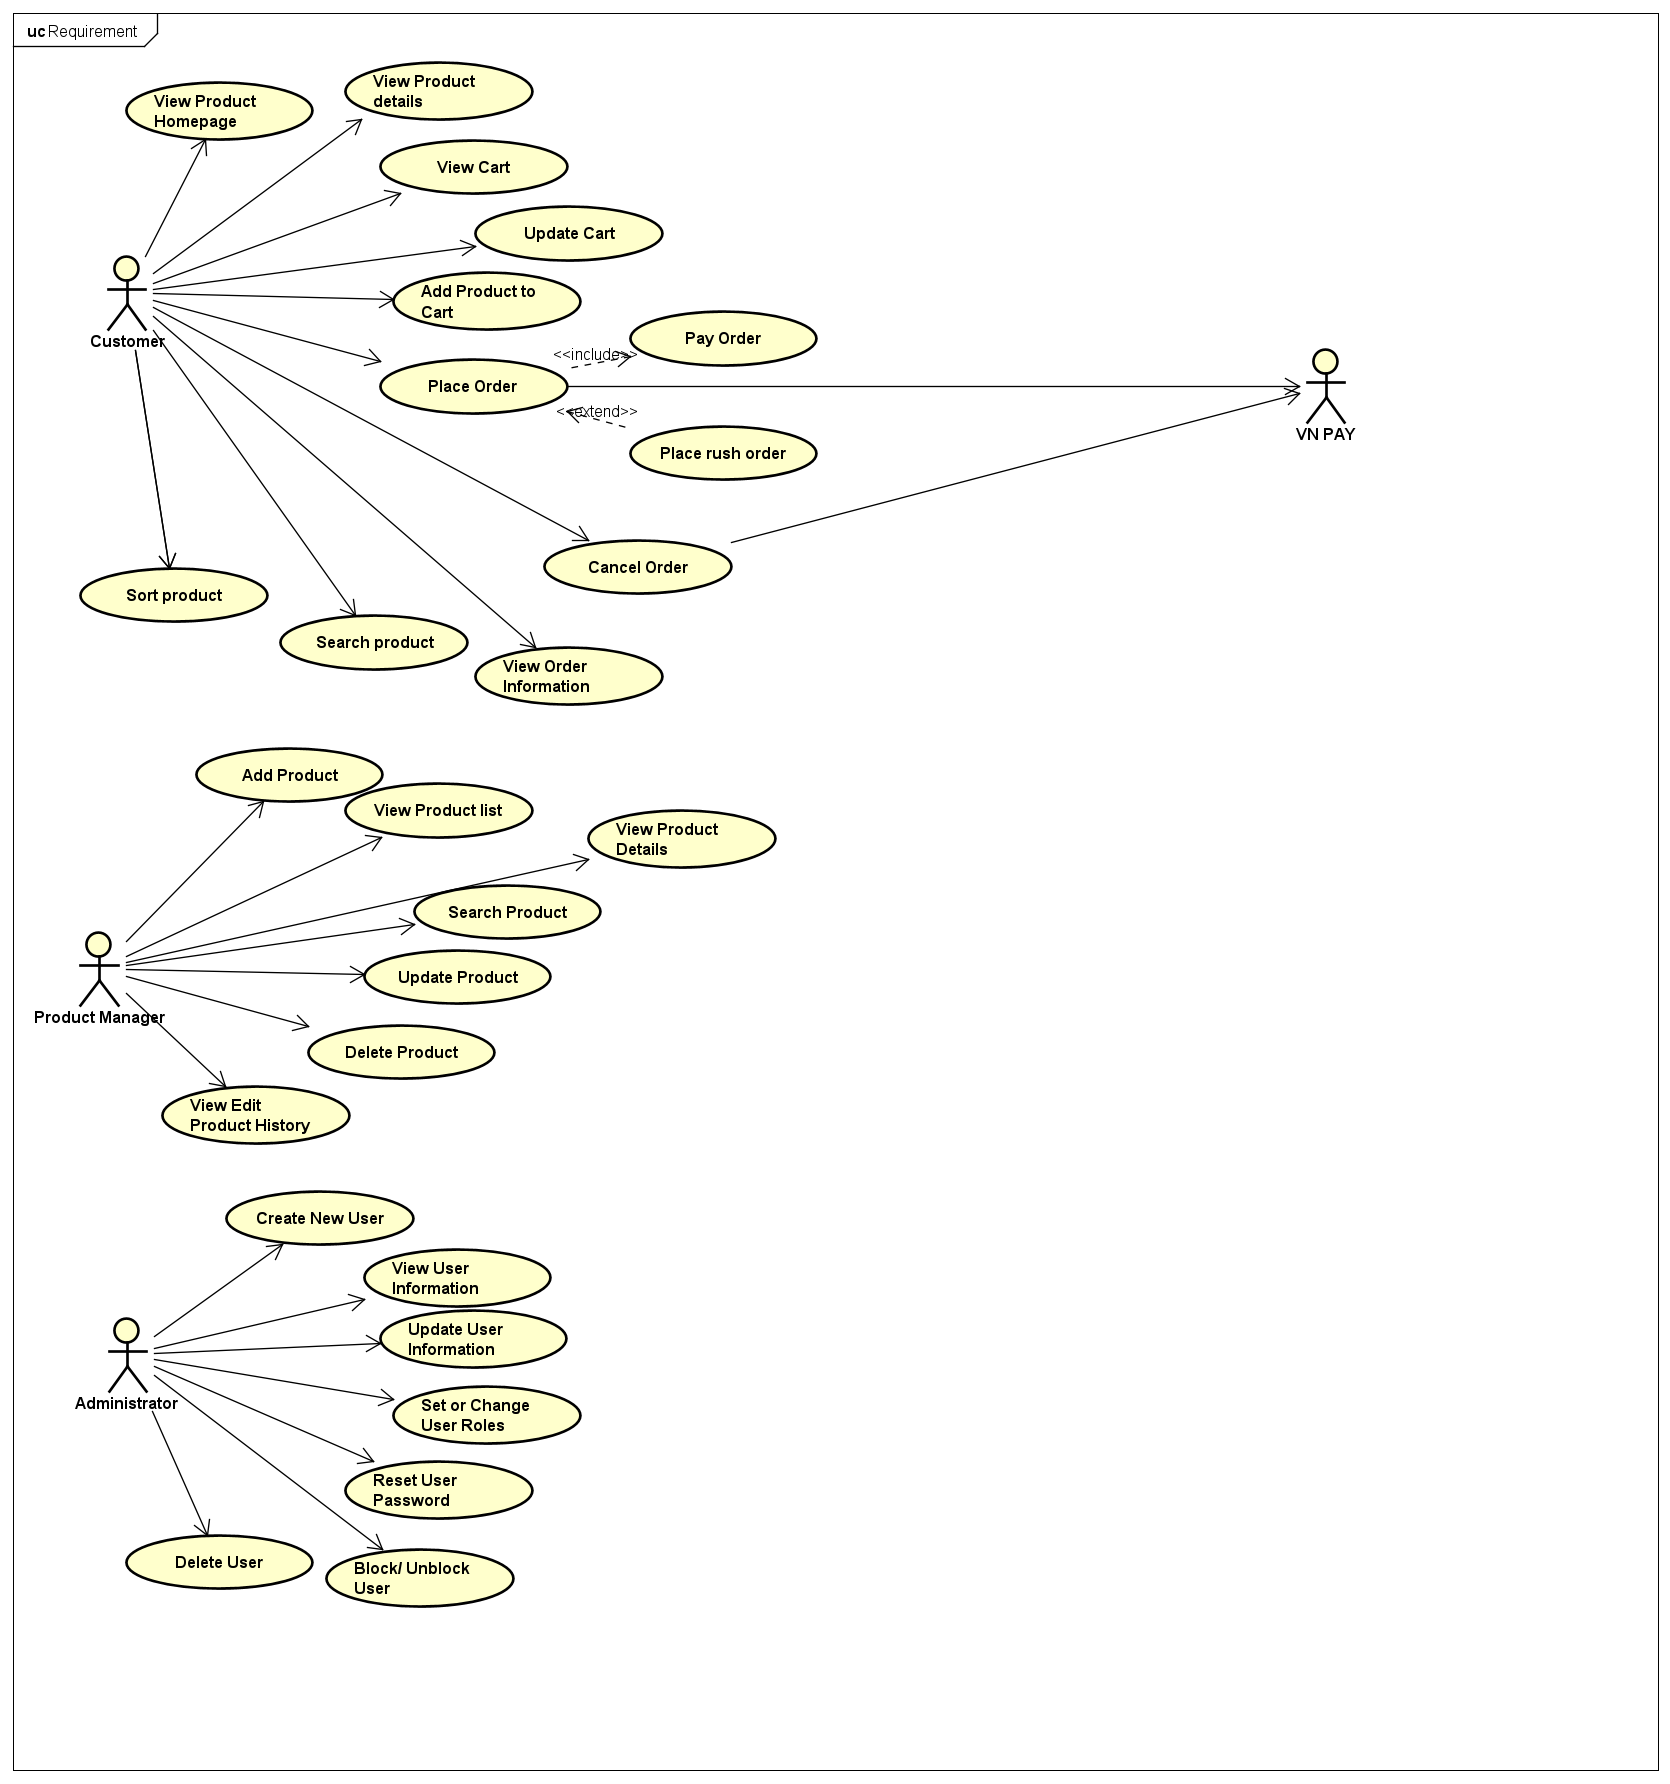 uc Requirement
View Product
Homepage
View Product
details
View Cart
Update Cart
Add Product to
Cart
Customer
<<include>>
Pay Order
Place Order
<<extend>>
Place rush order
VN PAY
Cancel Order
Sort product
Search product
View Order
Information
Add Product
View Product list
View Product
Details
Search Product
Update Product
Product Manager
Delete Product
View Edit
Product History
Create New User
View User
Information
Update User
Information
Administrator
Set or Change
User Roles
Reset User
Password
Delete User
Block/ Unblock
User